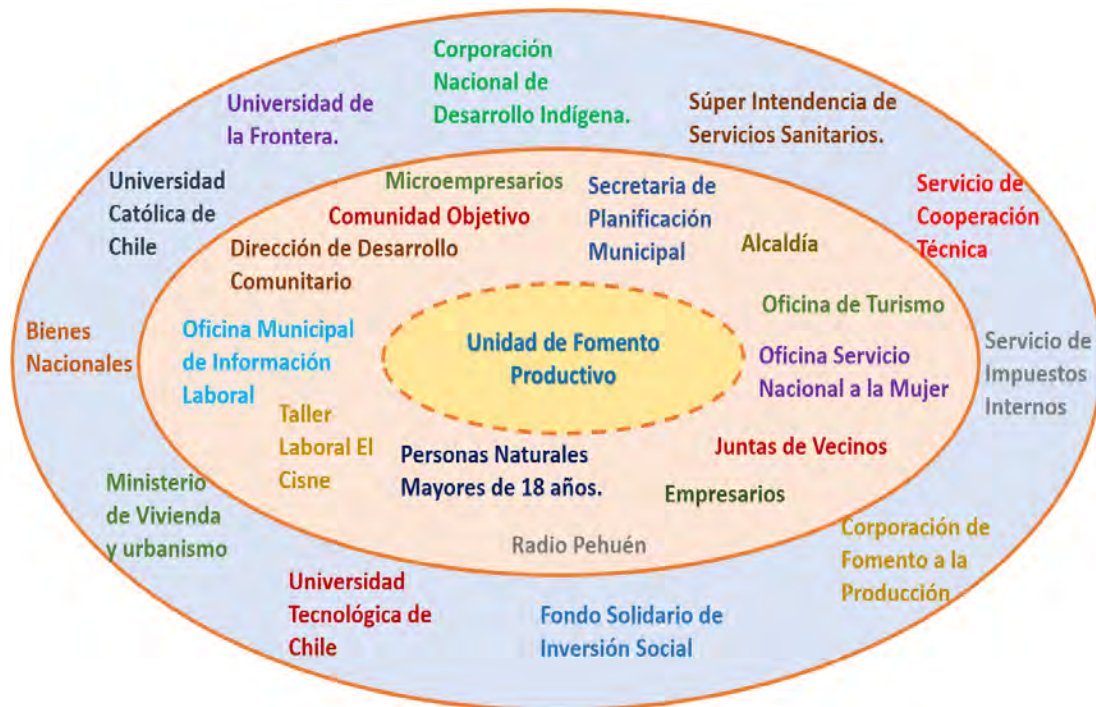 Corporación
Nacional de
Desarrollo Indígena.
Universidad de
la Frontera.
Súper Intendencia de
Servicios Sanitarios.
Universidad
Católica de
Chile
Microempresarios
Comunidad Objetivo
Secretaria de
Planificación
Municipal
Servicio de
Cooperación
Técnica
Dirección de Desarrollo
Comunitario
Alcaldía
Oficina de Turismo
Bienes
Nacionales
Oficina Municipal
de Información
Laboral
Unidad de Fomento
Productivo
Oficina Servicio
Nacional a la Mujer
Servicio de
Impuestos
Internos
Taller
Laboral El
Cisne
Personas Naturales
Mayores de 18 años.
Juntas de Vecinos
Empresarios
Ministerio
de Vivienda
y urbanismo
Radio Pehuén
Corporación de
Fomento a la
Producción
Universidad
Tecnológica de
Chile
Fondo Solidario de
Inversión Social